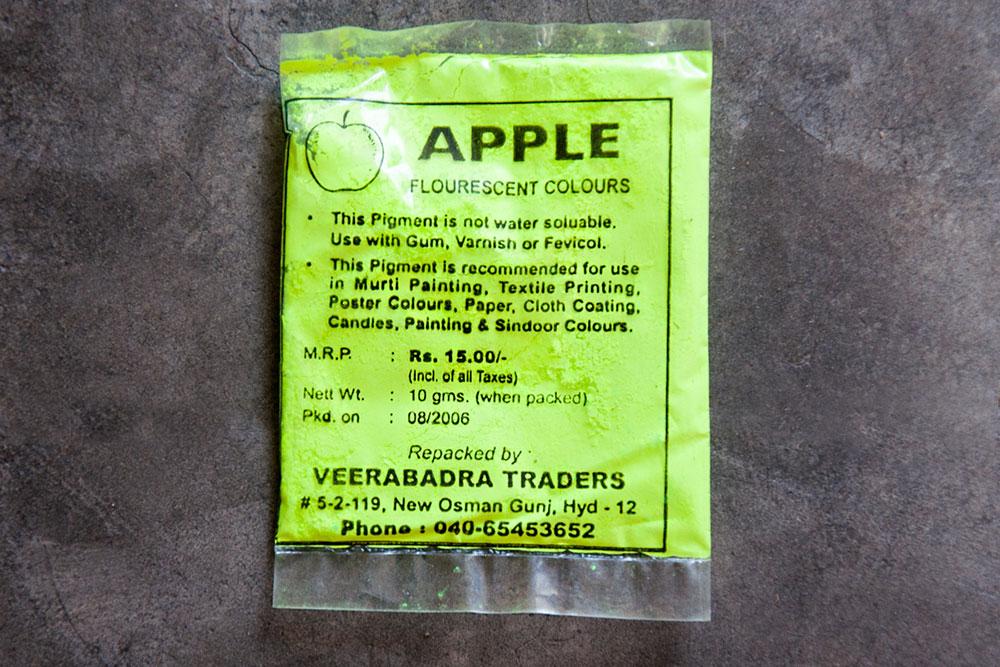 APPLE
FLOURESCENT COLOURS
• This Pigment is not water soluable.
Use with Gum, Varnish or Fevicol.
• This Pigment is recommended for use
in Murti Painting, Textile Printing,
Poster Colours, Paper, Cloth Coating,
Candles, Painting & Sindoor Colours.
M.R.P. : Rs. 15.00/-
(Incl. of all Taxes)
Nett Wt. : 10 gms. (when packed)
Pkd. on : 08/2006
Repacked by
VEERABADRA TRADERS
# 5-2-119, New Osman Gunj, Hyd - 12
Phone : 040-65453652